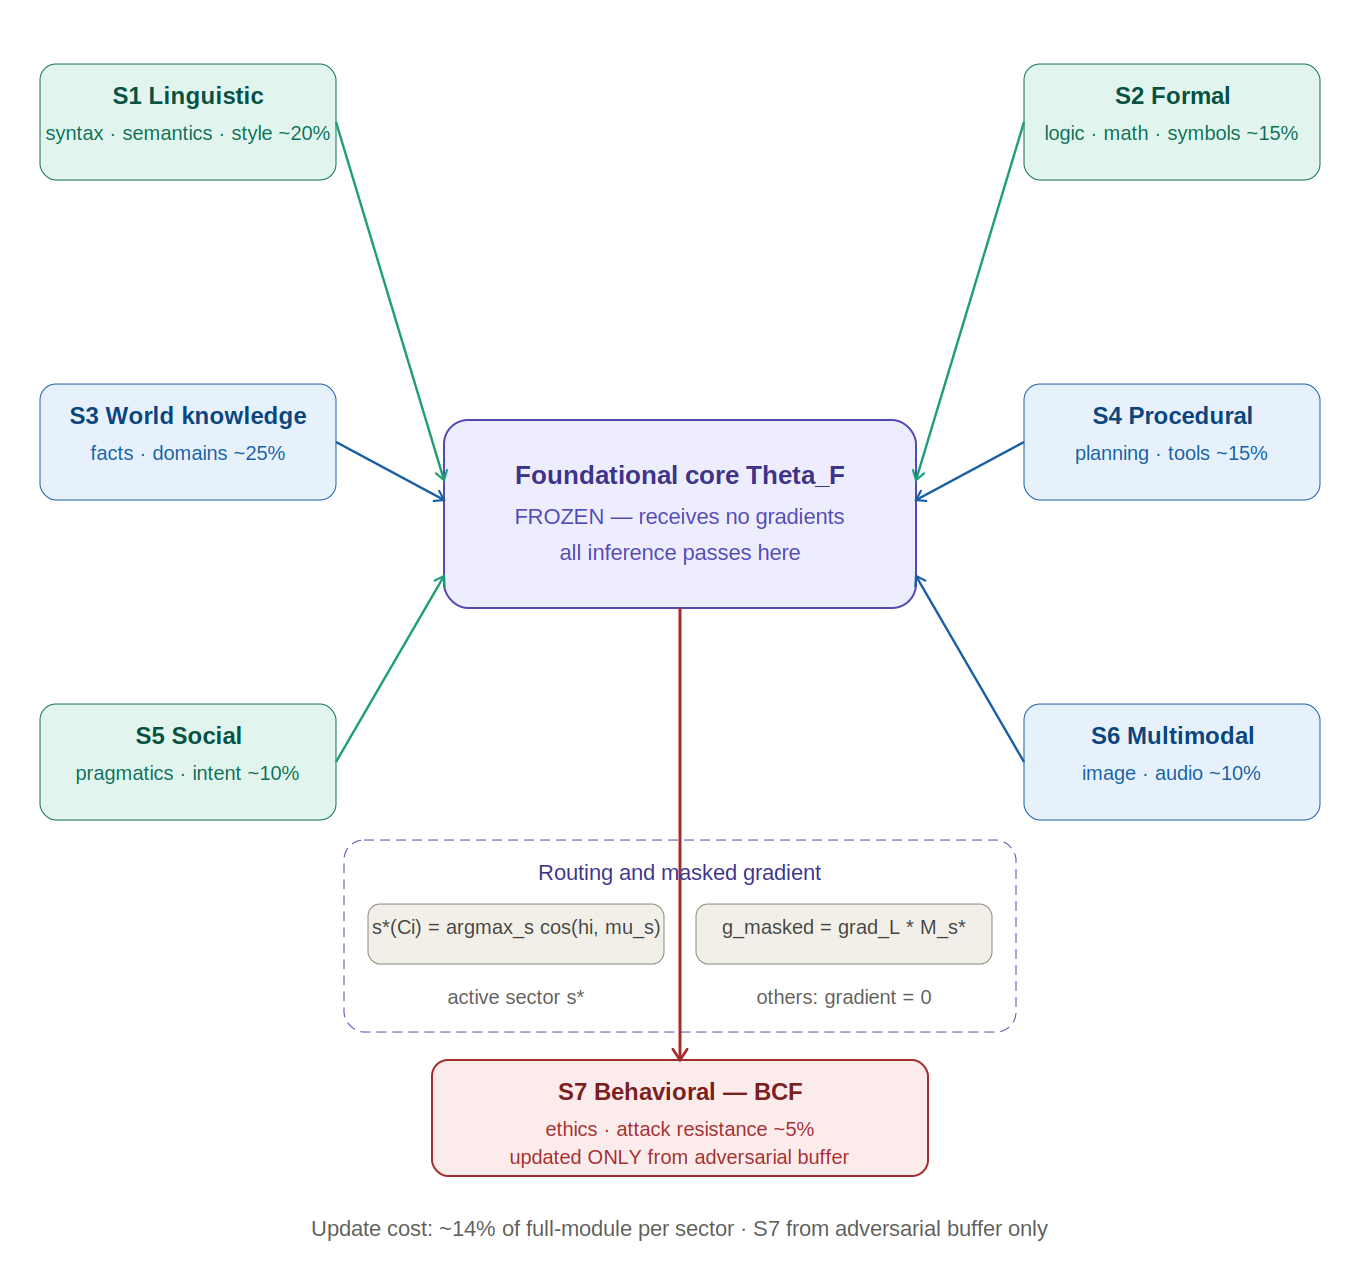 S1 Linguistic
syntax · semantics · style ~20%
S2 Formal
logic · math · symbols ~15%
S3 World knowledge
facts · domains ~25%
S4 Procedural
planning · tools ~15%
Foundational core Theta_F
FROZEN — receives no gradients
all inference passes here
S5 Social
pragmatics · intent ~10%
S6 Multimodal
image · audio ~10%
Routing and masked gradient
s*(Ci) = argmax_s cos(hi, mu_s)
g_masked = grad_L * M_s*
active sector s*
others: gradient = 0
S7 Behavioral — BCF
ethics · attack resistance ~5%
updated ONLY from adversarial buffer
Update cost: ~14% of full-module per sector · S7 from adversarial buffer only